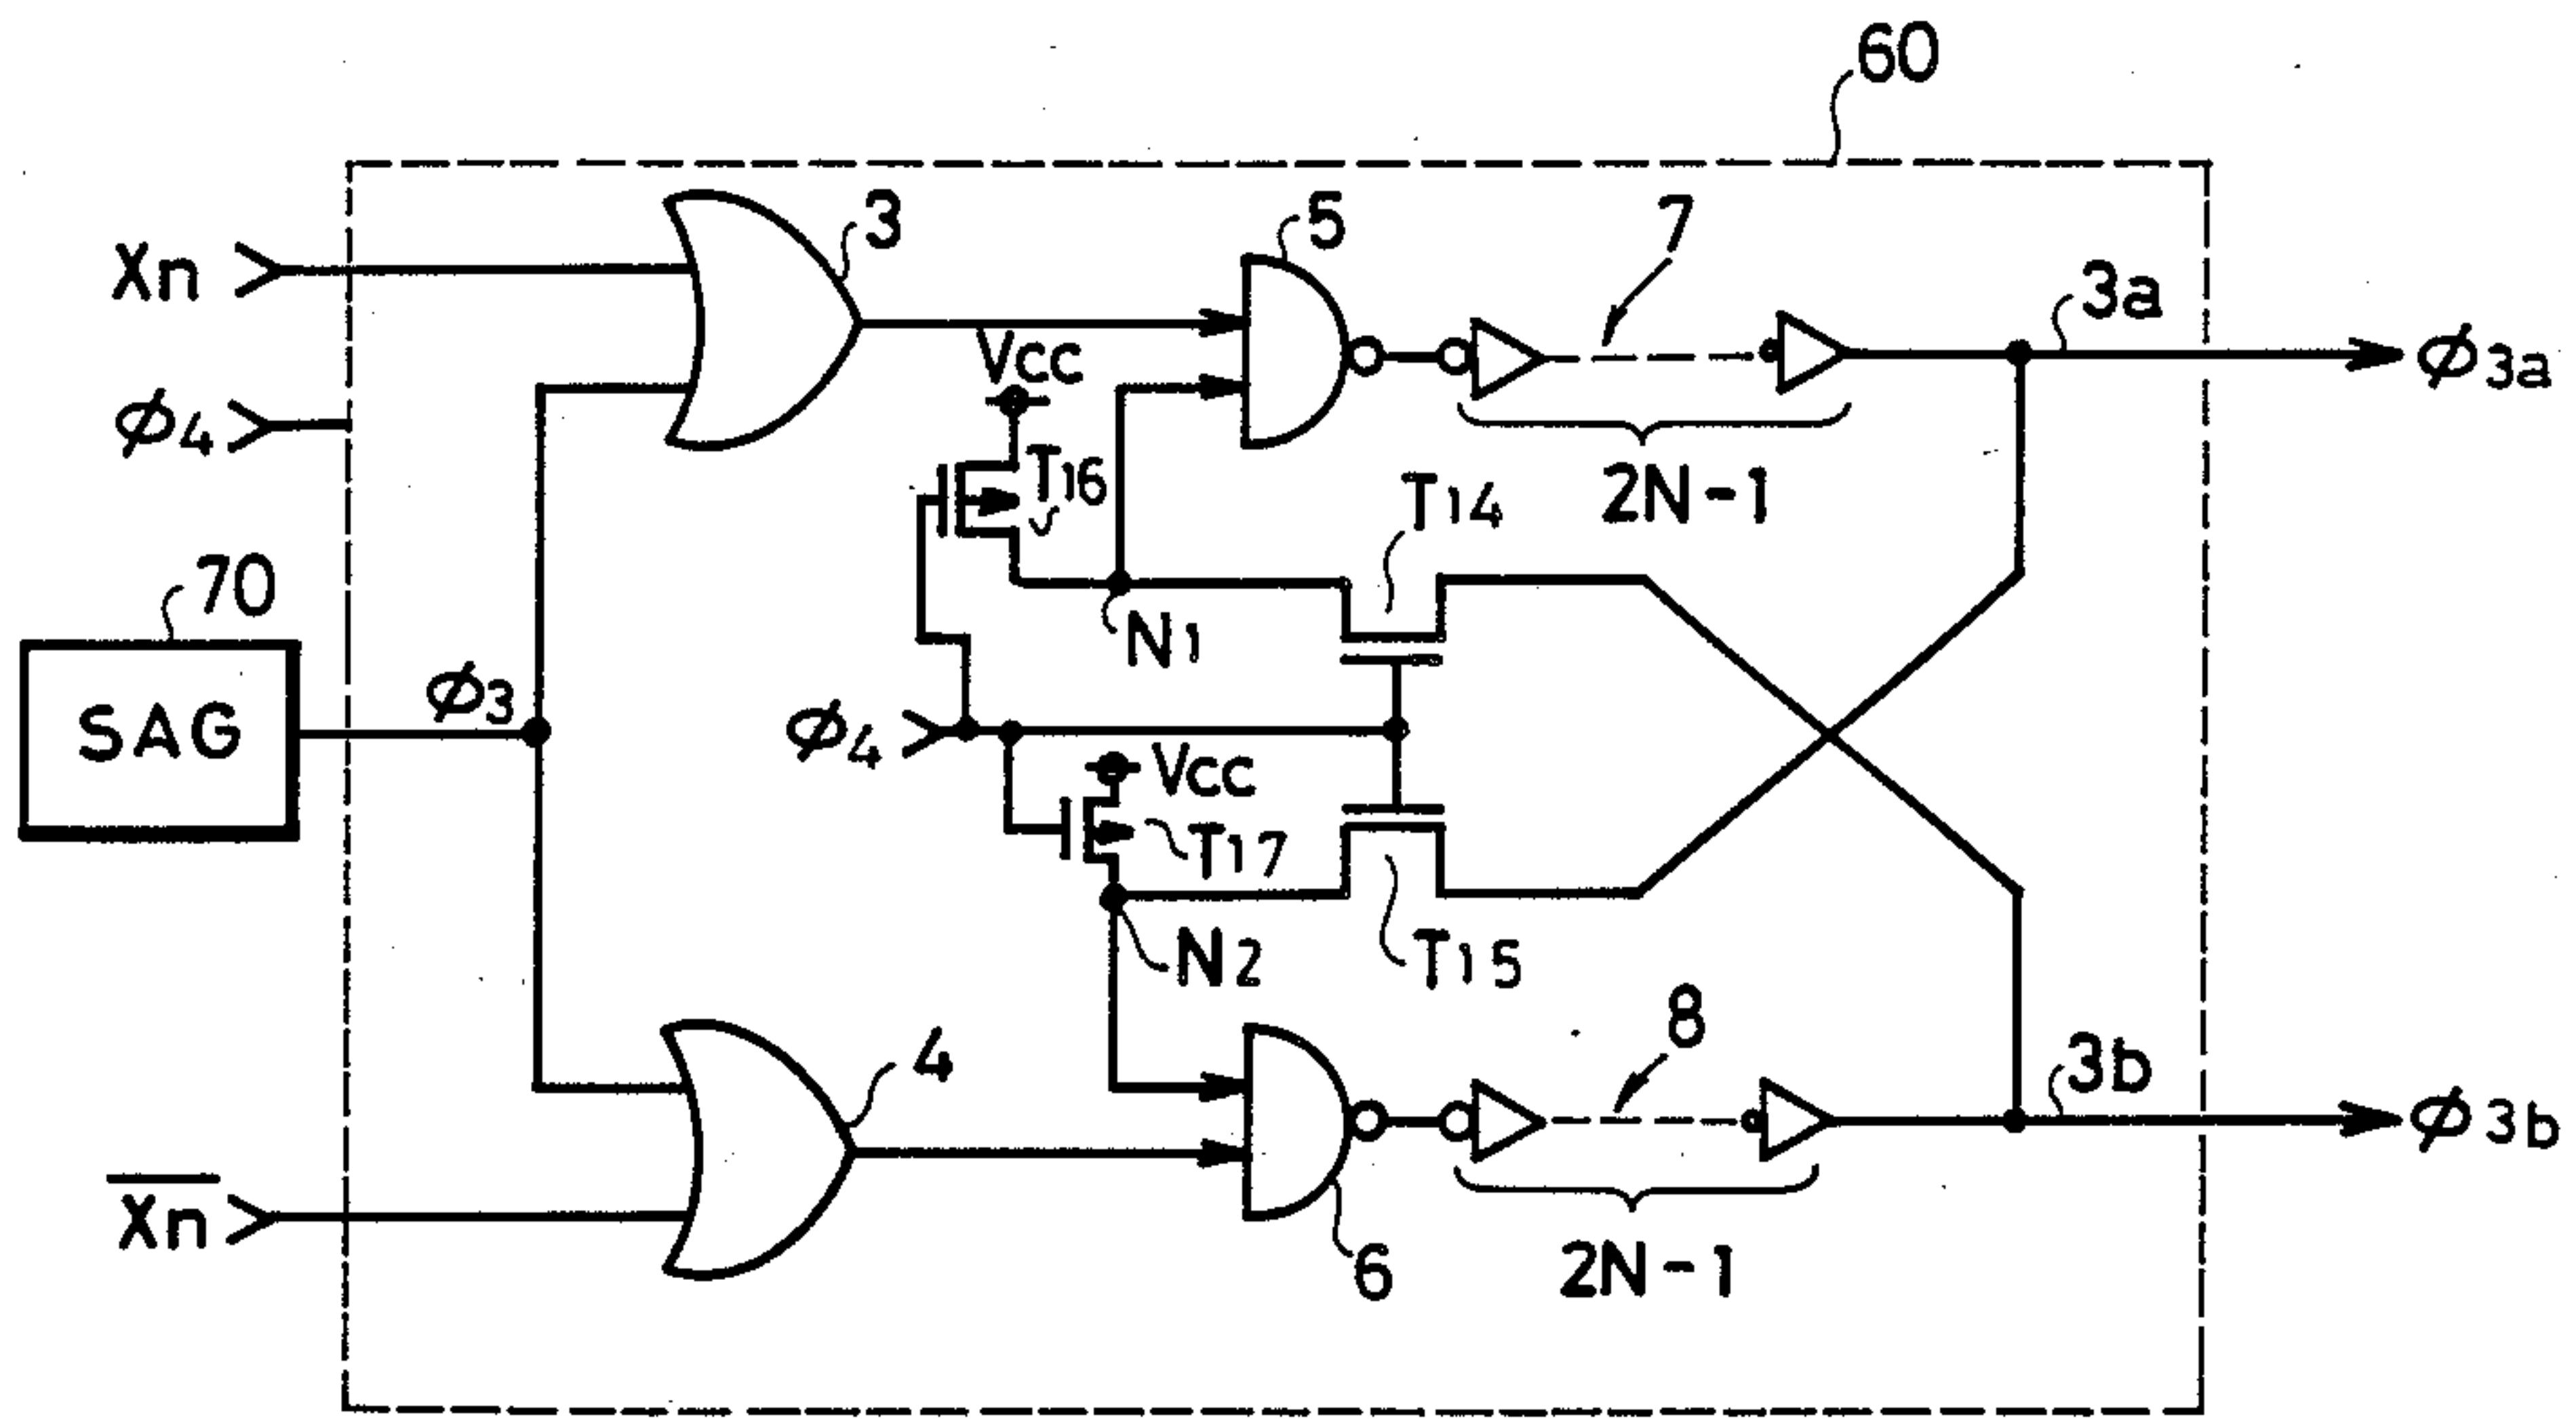 60
Xn
3
5
7
3a
ϕ3a
Vcc
ϕ4
T16
2N-1
T14
70
SAG
ϕ3
N1
ϕ4
Vcc
T17
N2
T15
8
4
3b
ϕ3b
X̅n̅
6
2N-1